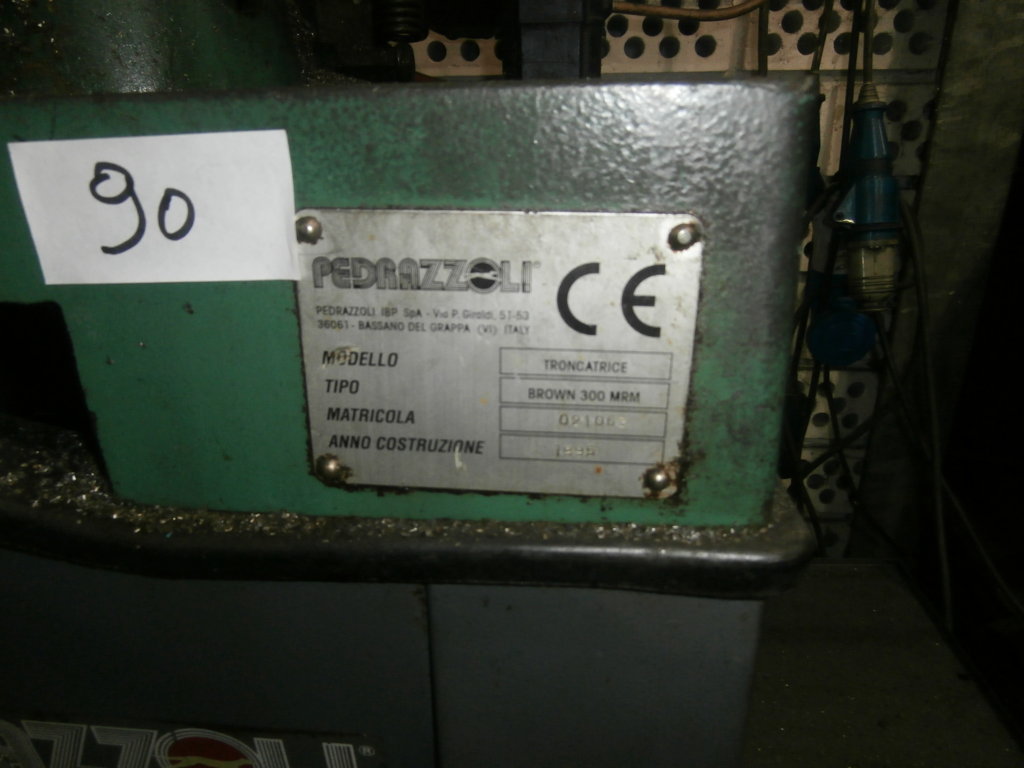 90
PEDRAZZOLI®
CE
PEDRAZZOLI IBP SpA - Via P. Giraldi, 51-53
36061 - BASSANO DEL GRAPPA (VI) ITALY
MODELLO TRONCATRICE
TIPO BROWN 300 MRM
MATRICOLA
ANNO COSTRUZIONE
AZZOLI®